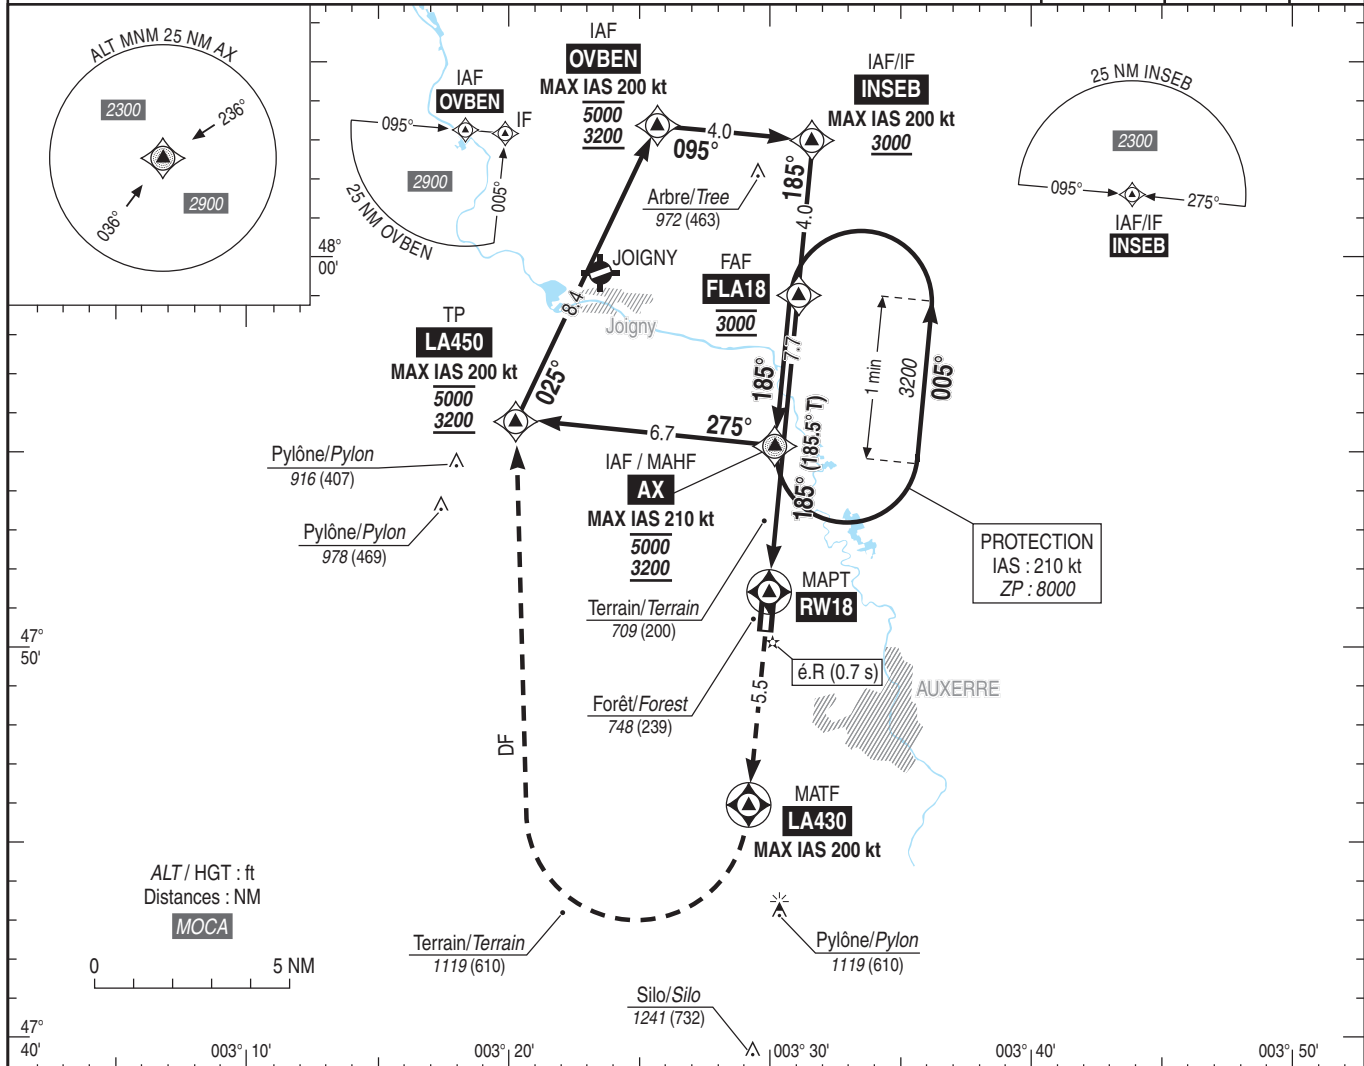 ALT MNM 25 NM AX
2300
236°
2900
036°
IAF
OVBEN
IF
095°
2900
005°
25 NM OVBEN
IAF
OVBEN
MAX IAS 200 kt
5000
3200
4.0
095°
IAF/IF
INSEB
MAX IAS 200 kt
3000
25 NM INSEB
2300
095°
275°
IAF/IF
INSEB
185°
4.0
Arbre/Tree
972 (463)
48°
00'
JOIGNY
Joigny
8.4
025°
FAF
FLA18
3000
7.7
185°
1 min
3200
005°
TP
LA450
MAX IAS 200 kt
5000
3200
6.7
275°
185° (185.5° T)
Pylône/Pylon
916 (407)
Pylône/Pylon
978 (469)
IAF / MAHF
AX
MAX IAS 210 kt
5000
3200
PROTECTION
IAS : 210 kt
ZP : 8000
MAPT
RW18
Terrain/Terrain
709 (200)
47°
50'
é.R (0.7 s)
AUXERRE
Forêt/Forest
748 (239)
5.5
DF
MATF
LA430
MAX IAS 200 kt
ALT / HGT : ft
Distances : NM
MOCA
0
5 NM
Terrain/Terrain
1119 (610)
Pylône/Pylon
1119 (610)
Silo/Silo
1241 (732)
47°
40'
003° 10'
003° 20'
003° 30'
003° 40'
003° 50'